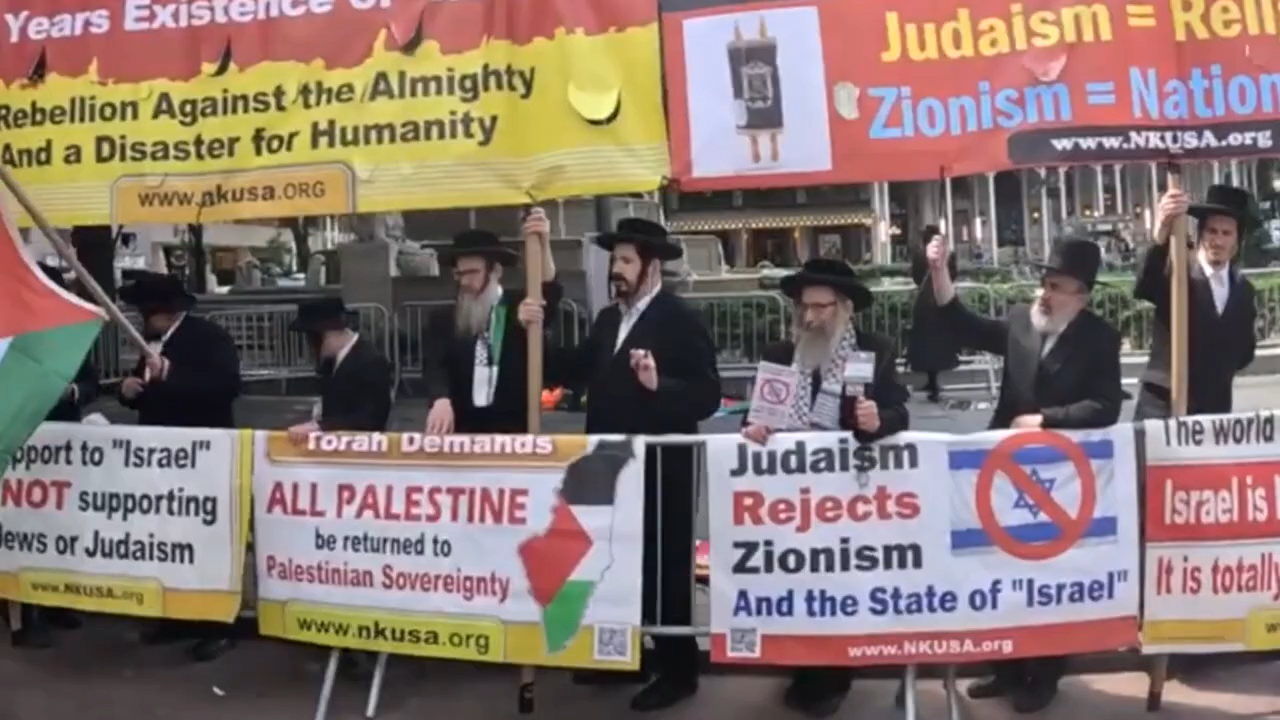 Years Existence of
Rebellion Against the Almighty
And a Disaster for Humanity
www.nkusa.ORG
Judaism =
Zionism =
www.NKUSA.org
to "Israel"
NOT supporting
Jews or Judaism
www.NKUSA.org
Torah Demands
ALL PALESTINE
be returned to
Palestinian Sovereignty
www.nkusa.org
Judaism
Rejects
Zionism
And the State of "Israel"
www.NKUSA.org
The world
Israel is
It is totally